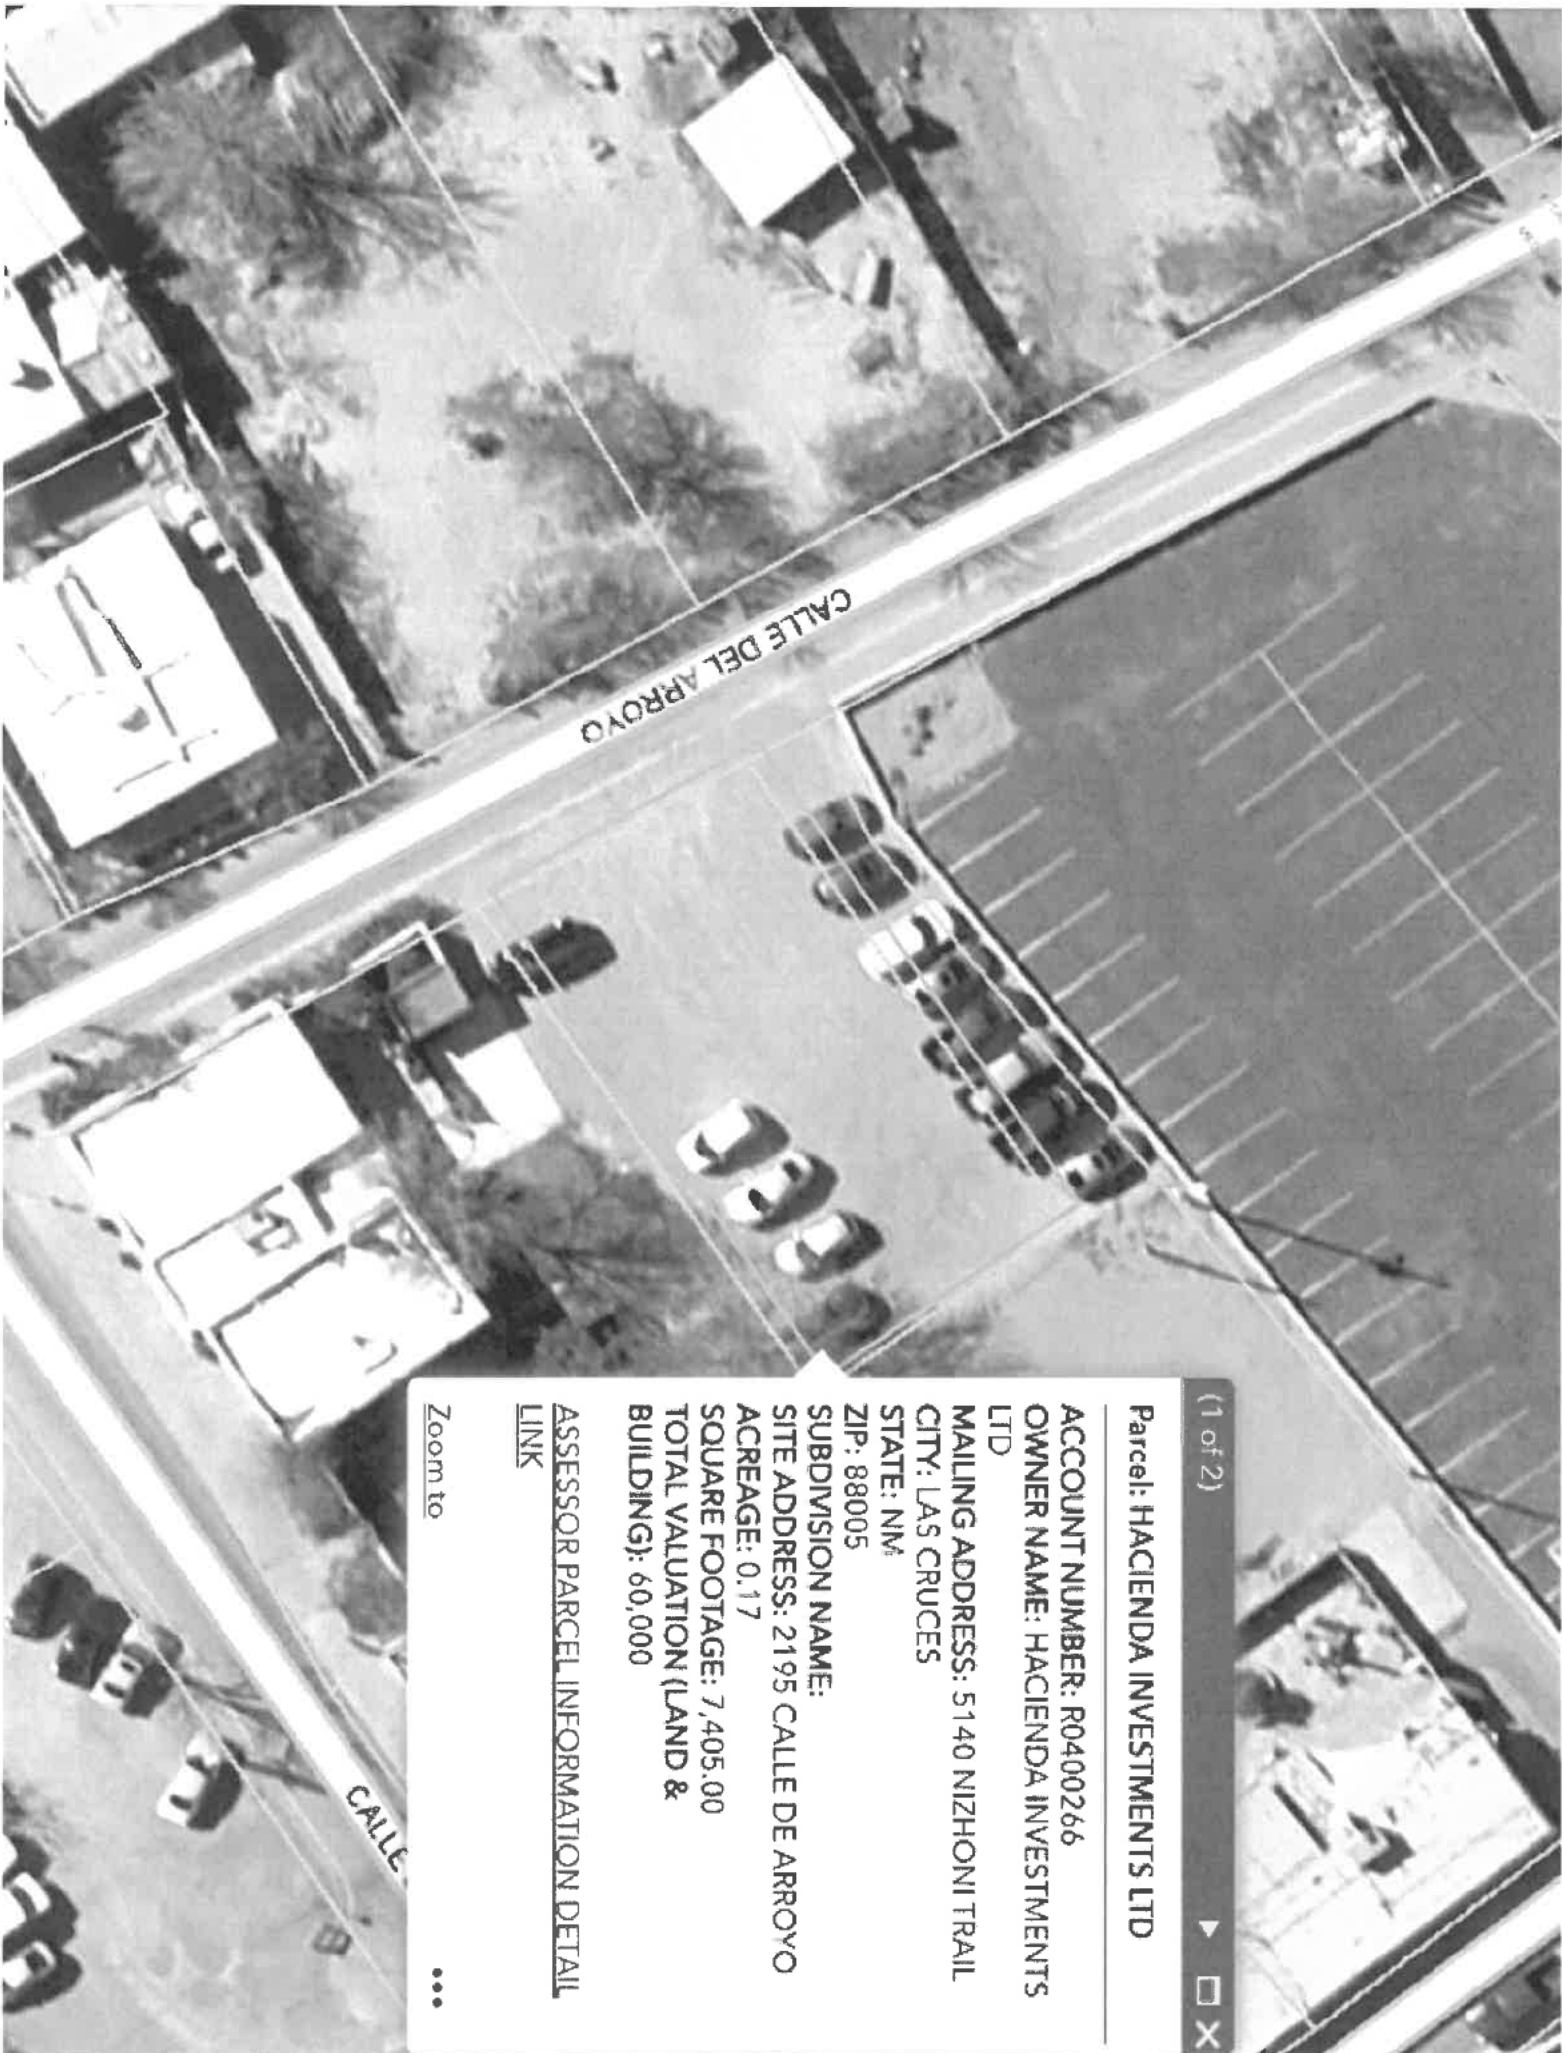 (1 of 2)
Parcel: HACIENDA INVESTMENTS LTD
ACCOUNT NUMBER: R0400266
OWNER NAME: HACIENDA INVESTMENTS
LTD
MAILING ADDRESS: 5140 NIZHONI TRAIL
CITY: LAS CRUCES
STATE: NM
ZIP: 88005
SUBDIVISION NAME:
SITE ADDRESS: 2195 CALLE DE ARROYO
ACREAGE: 0.17
SQUARE FOOTAGE: 7,405.00
TOTAL VALUATION (LAND &
BUILDING): 60,000
ASSESSOR PARCEL INFORMATION DETAIL
LINK
Zoom to
•••
CALLE DEL ARROYO
CALLE